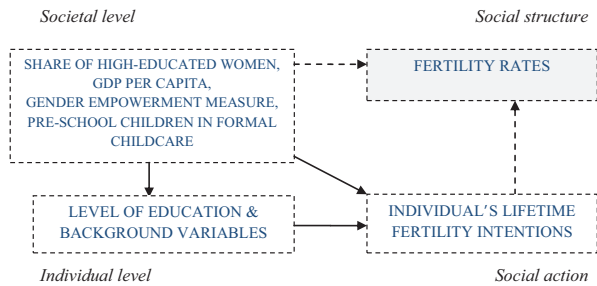 Societal level
Social structure
SHARE OF HIGH-EDUCATED WOMEN,
GDP PER CAPITA,
GENDER EMPOWERMENT MEASURE,
PRE-SCHOOL CHILDREN IN FORMAL
CHILDCARE
FERTILITY RATES
LEVEL OF EDUCATION &
BACKGROUND VARIABLES
INDIVIDUAL’S LIFETIME
FERTILITY INTENTIONS
Individual level
Social action